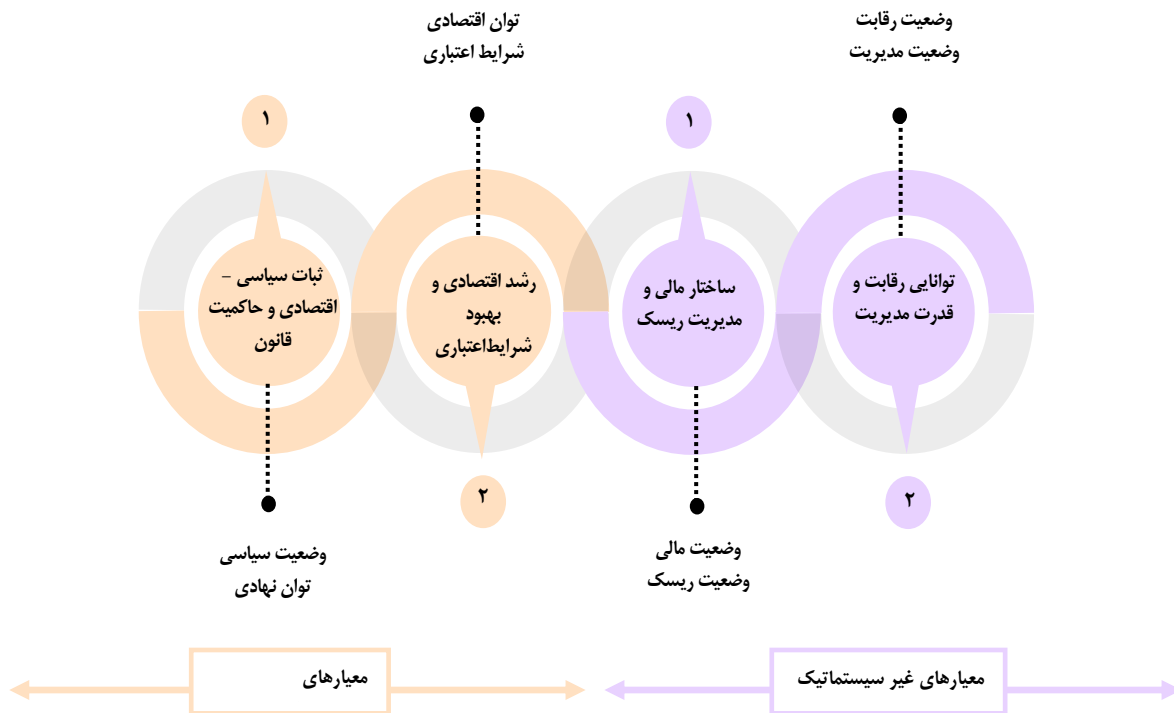 وضعیت رقابت
وضعیت مدیریت
توان اقتصادی
شرایط اعتباری
۱
۱
توانایی رقابت و
قدرت مدیریت
ساختار مالی و
مدیریت ریسک
رشد اقتصادی و
بهبود
شرایط‌اعتباری
ثبات سیاسی –
اقتصادی و حاکمیت
قانون
۲
۲
وضعیت مالی
وضعیت ریسک
وضعیت سیاسی
توان نهادی
معیارهای غیر سیستماتیک
معیارهای